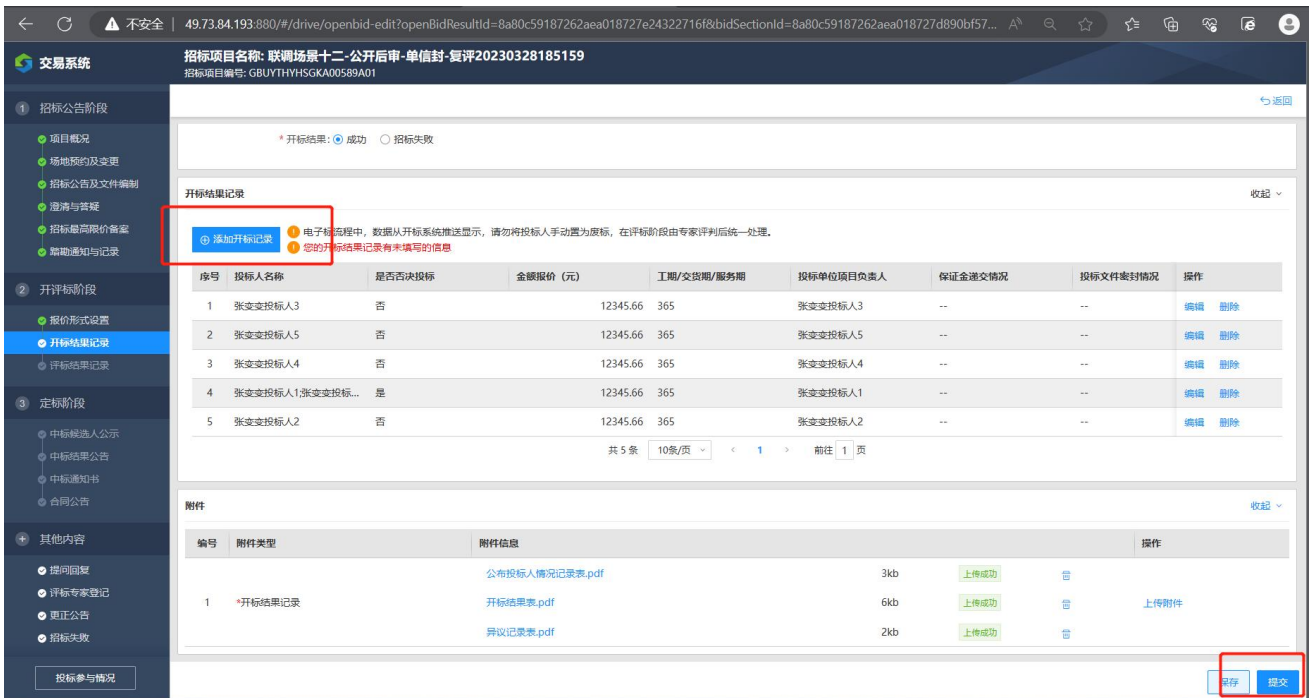 不安全 | 49.73.84.193:880/#/drive/openbid-edit?openBidResultId=8a80c59187262aea018727e24322716f&bidSectionId=8a80c59187262aea018727d890bf57...
交易系统
招标项目名称: 联调场景十二-公开后审-单信封-复评20230328185159
招标项目编号: GBUYTHYHSGKA00589A01
1 招标公告阶段
项目概况
场地预约及变更
招标公告及文件编制
澄清与答疑
招标最高限价备案
踏勘通知与记录
2 开评标阶段
报价形式设置
开标结果记录
评标结果记录
3 定标阶段
中标候选人公示
中标结果公告
中标通知书
合同公告
其他内容
提问回复
评标专家登记
更正公告
招标失败
投标参与情况
返回
* 开标结果: 成功 招标失败
开标结果记录 收起
添加开标记录
电子标流程中，数据从开标系统推送显示，请勿将投标人手动置为废标，在评标阶段由专家评判后统一处理。
您的开标结果记录有未填写的信息
序号 投标人名称 是否否决投标 金额报价（元） 工期/交货期/服务期 投标单位项目负责人 保证金递交情况 投标文件密封情况 操作
1 张变变投标人3 否 12345.66 365 张变变投标人3 -- -- 编辑 删除
2 张变变投标人5 否 12345.66 365 张变变投标人5 -- -- 编辑 删除
3 张变变投标人4 否 12345.66 365 张变变投标人4 -- -- 编辑 删除
4 张变变投标人1;张变变投标... 是 12345.66 365 张变变投标人1 -- -- 编辑 删除
5 张变变投标人2 否 12345.66 365 张变变投标人2 -- -- 编辑 删除
共 5 条 10条/页 < 1 > 前往 1 页
附件 收起
编号 附件类型 附件信息 操作
公布投标人情况记录表.pdf 3kb 上传成功
1 *开标结果记录 开标结果表.pdf 6kb 上传成功 上传附件
异议记录表.pdf 2kb 上传成功
保存 提交